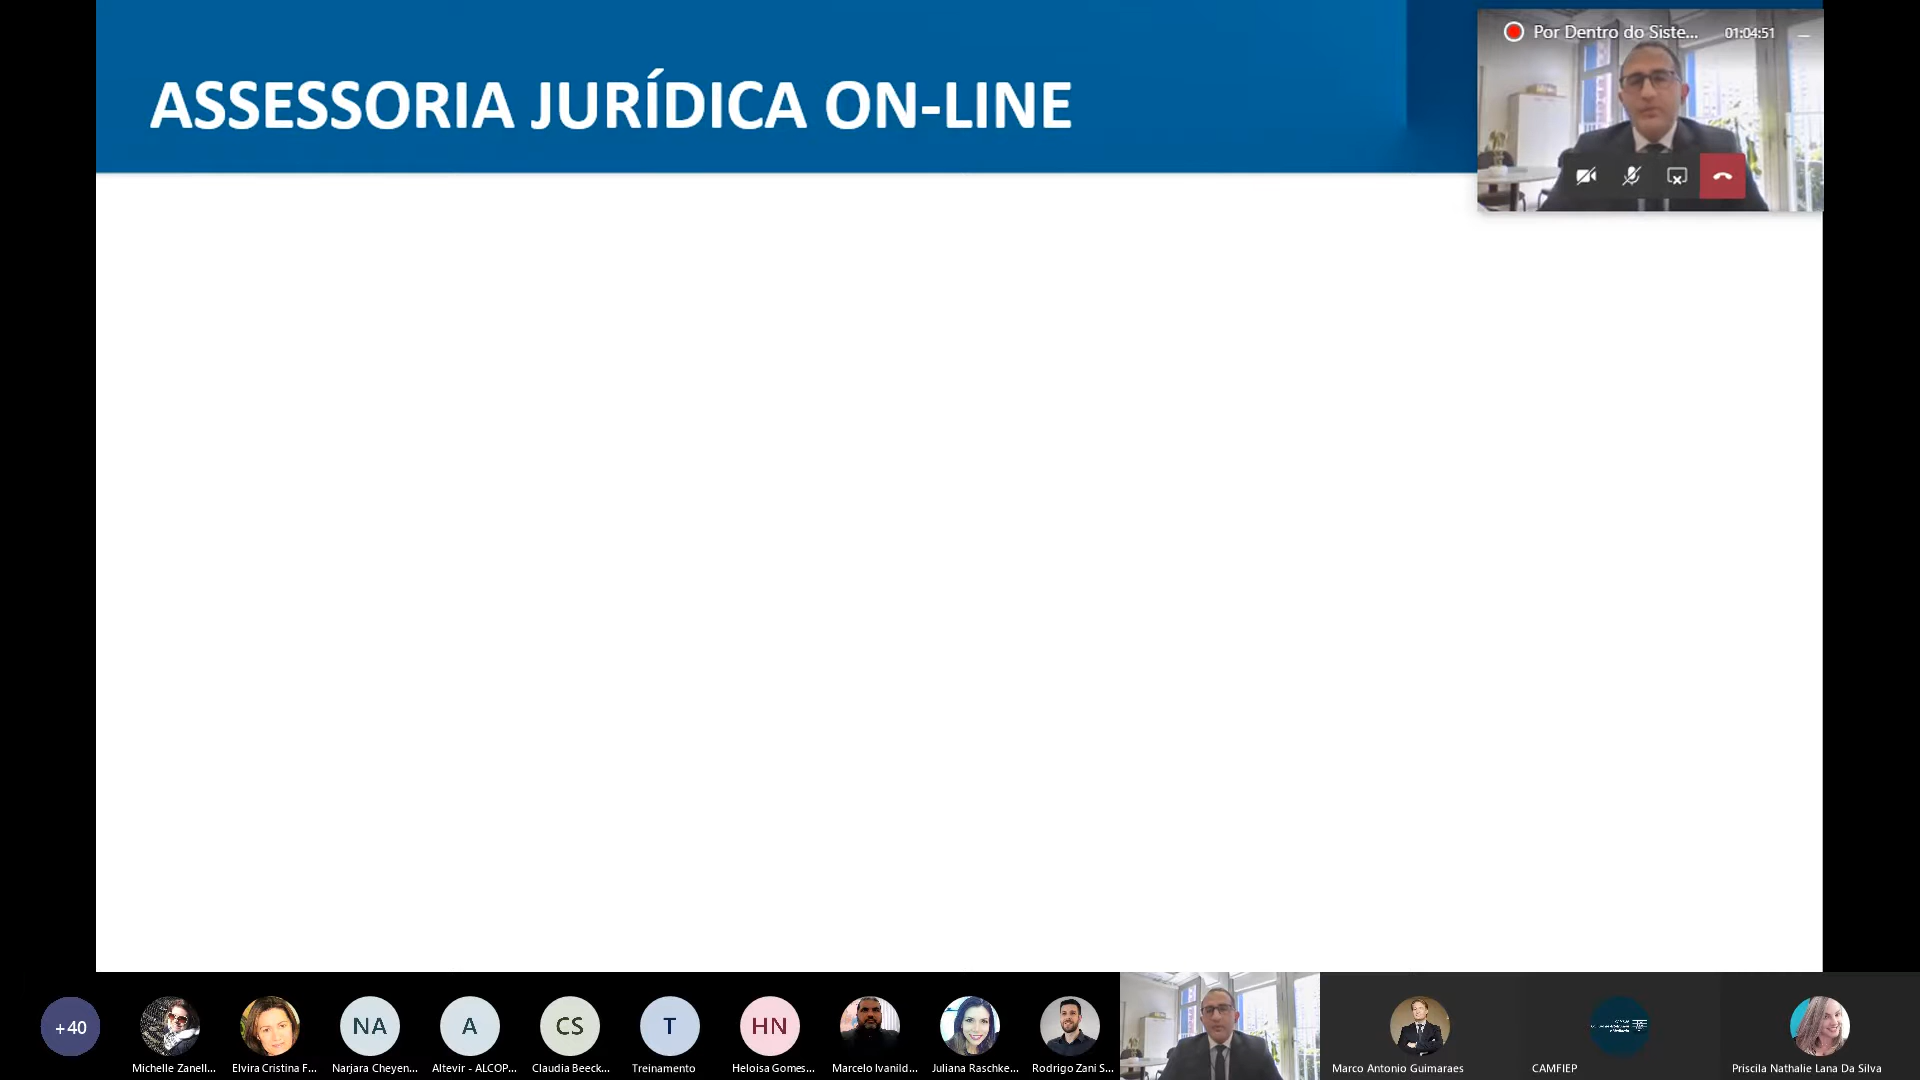 ASSESSORIA JURÍDICA ON-LINE
Por Dentro do Siste...
01:04:51
+40
NA
A
CS
T
HN
Michelle Zanell...
Elvira Cristina F...
Narjara Cheyen...
Altevir - ALCOP...
Claudia Beeck...
Treinamento
Heloisa Gomes...
Marcelo Ivanild...
Juliana Raschke...
Rodrigo Zani S...
Marco Antonio Guimaraes
CAMFIEP
Priscila Nathalie Lana Da Silva